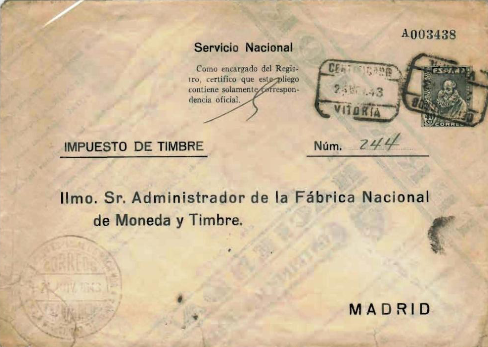 A003438
Servicio Nacional
Como encargado del Regis-
tro, certifico que este pliego
contiene solamente correspon-
dencia oficial.
CERTIFICADO
VITORIA
ESPAÑA
CORREOS
IMPUESTO DE TIMBRE
Núm. 244
Ilmo. Sr. Administrador de la Fábrica Nacional
de Moneda y Timbre.
CORREOS
MADRID